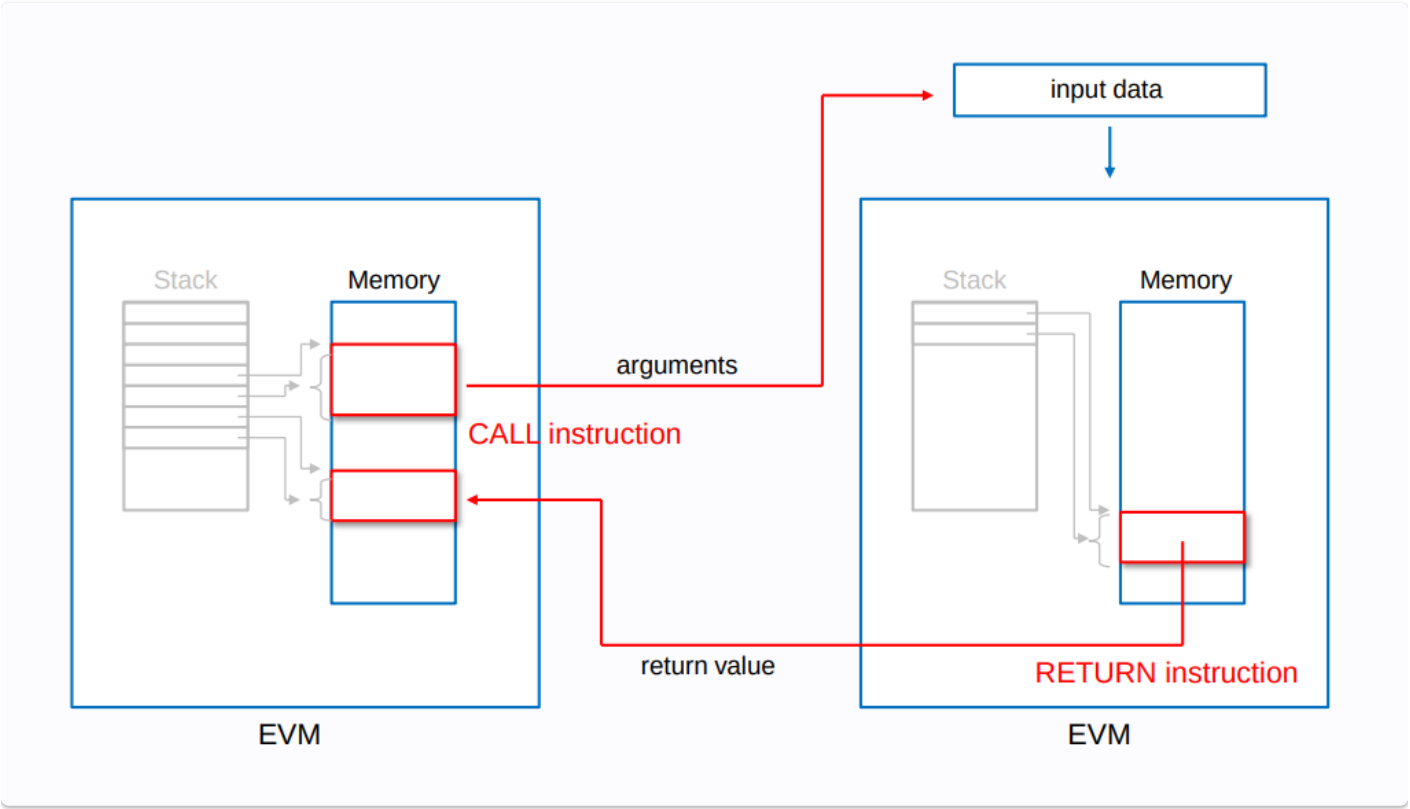 input data
Stack
Memory
Stack
Memory
arguments
CALL instruction
return value
RETURN instruction
EVM
EVM